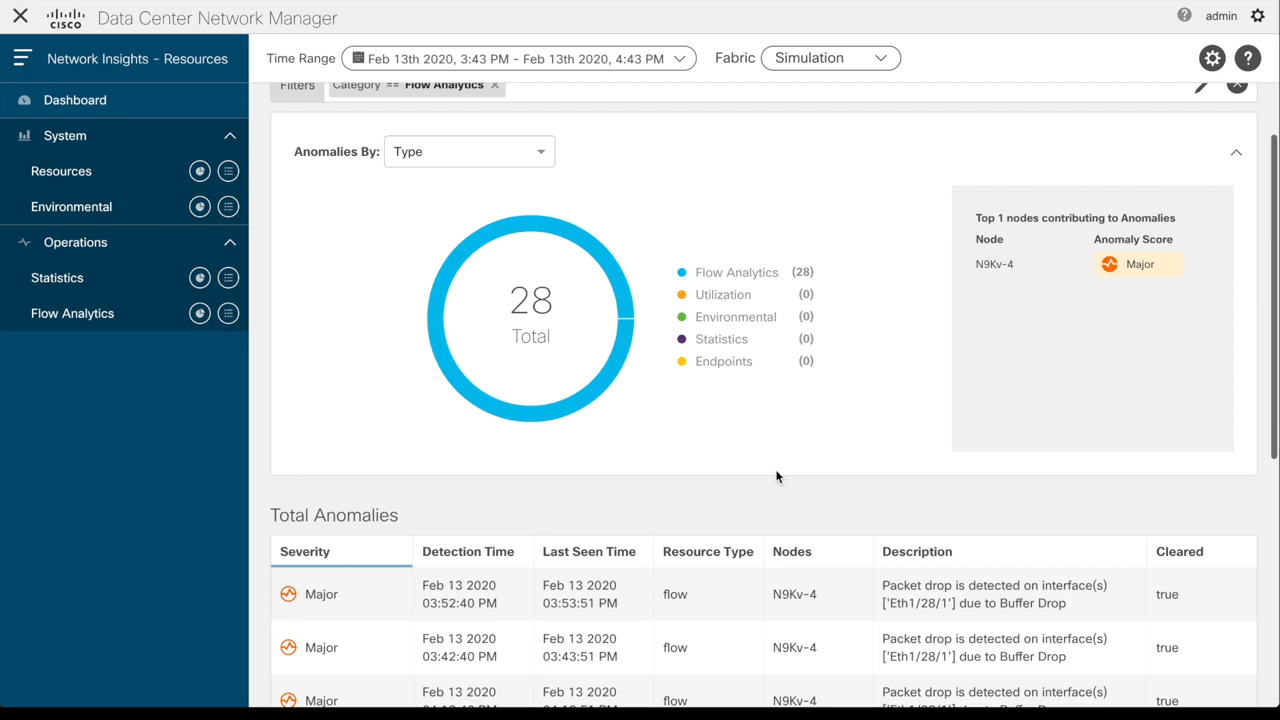 CISCO Data Center Network Manager
admin
Network Insights - Resources
Time Range Feb 13th 2020, 3:43 PM - Feb 13th 2020, 4:43 PM Fabric Simulation
?
Dashboard
System
Resources
Environmental
Operations
Statistics
Flow Analytics
Filters Category == Flow Analytics
Anomalies By: Type
28
Total
Flow Analytics (28)
Utilization (0)
Environmental (0)
Statistics (0)
Endpoints (0)
Top 1 nodes contributing to Anomalies
Node Anomaly Score
N9Kv-4 Major
Total Anomalies
Severity Detection Time Last Seen Time Resource Type Nodes Description Cleared
Major Feb 13 2020 03:52:40 PM Feb 13 2020 03:53:51 PM flow N9Kv-4 Packet drop is detected on interface(s) ['Eth1/28/1'] due to Buffer Drop true
Major Feb 13 2020 03:42:40 PM Feb 13 2020 03:43:51 PM flow N9Kv-4 Packet drop is detected on interface(s) ['Eth1/28/1'] due to Buffer Drop true
Major Feb 13 2020 Feb 13 2020 flow N9Kv-4 Packet drop is detected on interface(s) true